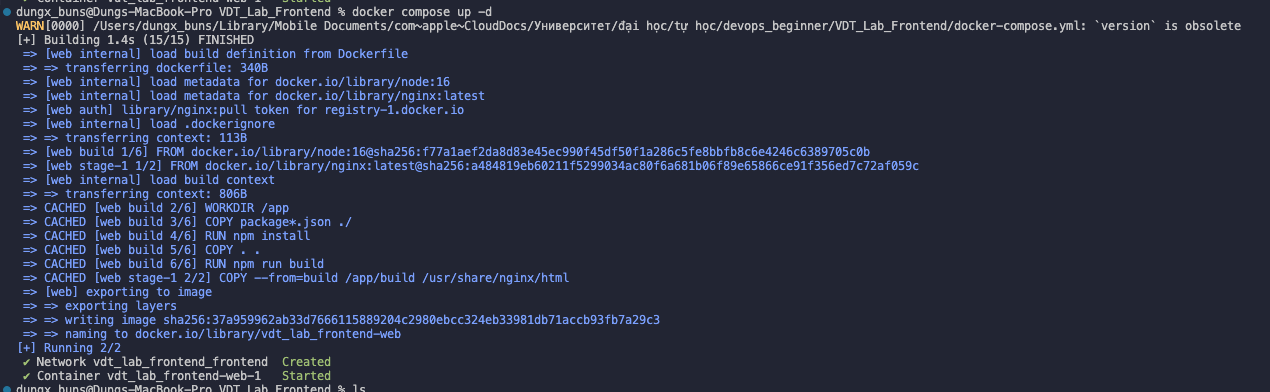 ✔ Container vdt_lab_frontend-web-1 Started
dungx_buns@Dungs-MacBook-Pro VDT_Lab_Frontend % docker compose up -d
WARN[0000] /Users/dungx_buns/Library/Mobile Documents/com~apple~CloudDocs/Университет/đại học/tự học/devops_beginner/VDT_Lab_Frontend/docker-compose.yml: `version` is obsolete
[+] Building 1.4s (15/15) FINISHED
=> [web internal] load build definition from Dockerfile
=> => transferring dockerfile: 340B
=> [web internal] load metadata for docker.io/library/node:16
=> [web internal] load metadata for docker.io/library/nginx:latest
=> [web auth] library/nginx:pull token for registry-1.docker.io
=> [web internal] load .dockerignore
=> => transferring context: 113B
=> [web build 1/6] FROM docker.io/library/node:16@sha256:f77a1aef2da8d83e45ec990f45df50f1a286c5fe8bbfb8c6e4246c6389705c0b
=> [web stage-1 1/2] FROM docker.io/library/nginx:latest@sha256:a484819eb60211f5299034ac80f6a681b06f89e65866ce91f356ed7c72af059c
=> [web internal] load build context
=> => transferring context: 806B
=> CACHED [web build 2/6] WORKDIR /app
=> CACHED [web build 3/6] COPY package*.json ./
=> CACHED [web build 4/6] RUN npm install
=> CACHED [web build 5/6] COPY . .
=> CACHED [web build 6/6] RUN npm run build
=> CACHED [web stage-1 2/2] COPY --from=build /app/build /usr/share/nginx/html
=> [web] exporting to image
=> => exporting layers
=> => writing image sha256:37a959962ab33d7666115889204c2980ebcc324eb33981db71accb93fb7a29c3
=> => naming to docker.io/library/vdt_lab_frontend-web
[+] Running 2/2
✔ Network vdt_lab_frontend_frontend Created
✔ Container vdt_lab_frontend-web-1 Started
dungx_buns@Dungs-MacBook-Pro VDT_Lab_Frontend % ls